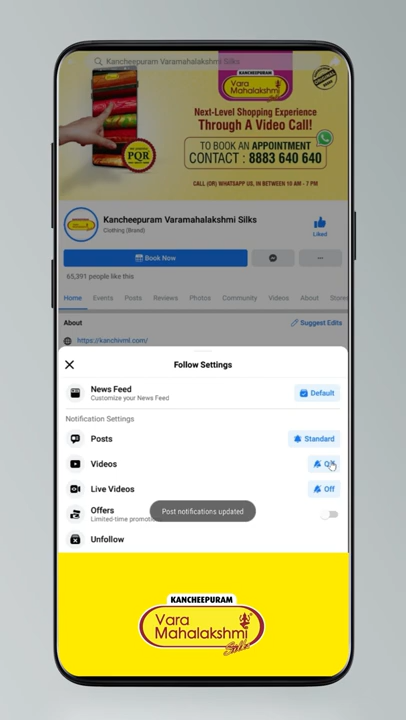 Kancheepuram Varamahalakshmi Silks
KANCHEEPURAM
Vara
Mahalakshmi
Next-Level Shopping Experience
Through A Video Call!
TO BOOK AN APPOINTMENT
CONTACT : 8883 640 640
PQR
CALL (OR) WHATSAPP US, IN BETWEEN 10 AM - 7 PM
Kancheepuram Varamahalakshmi Silks
Clothing (Brand)
Liked
Book Now
65,391 people like this
Home Events Posts Reviews Photos Community Videos About Stores
About
Suggest Edits
https://kanchivml.com/
Follow Settings
News Feed
Customize your News Feed
Default
Notification Settings
Posts
Standard
Videos
Live Videos
Off
Offers
Limited-time
Post notifications updated
Unfollow
KANCHEEPURAM
Vara
Mahalakshmi
Silks